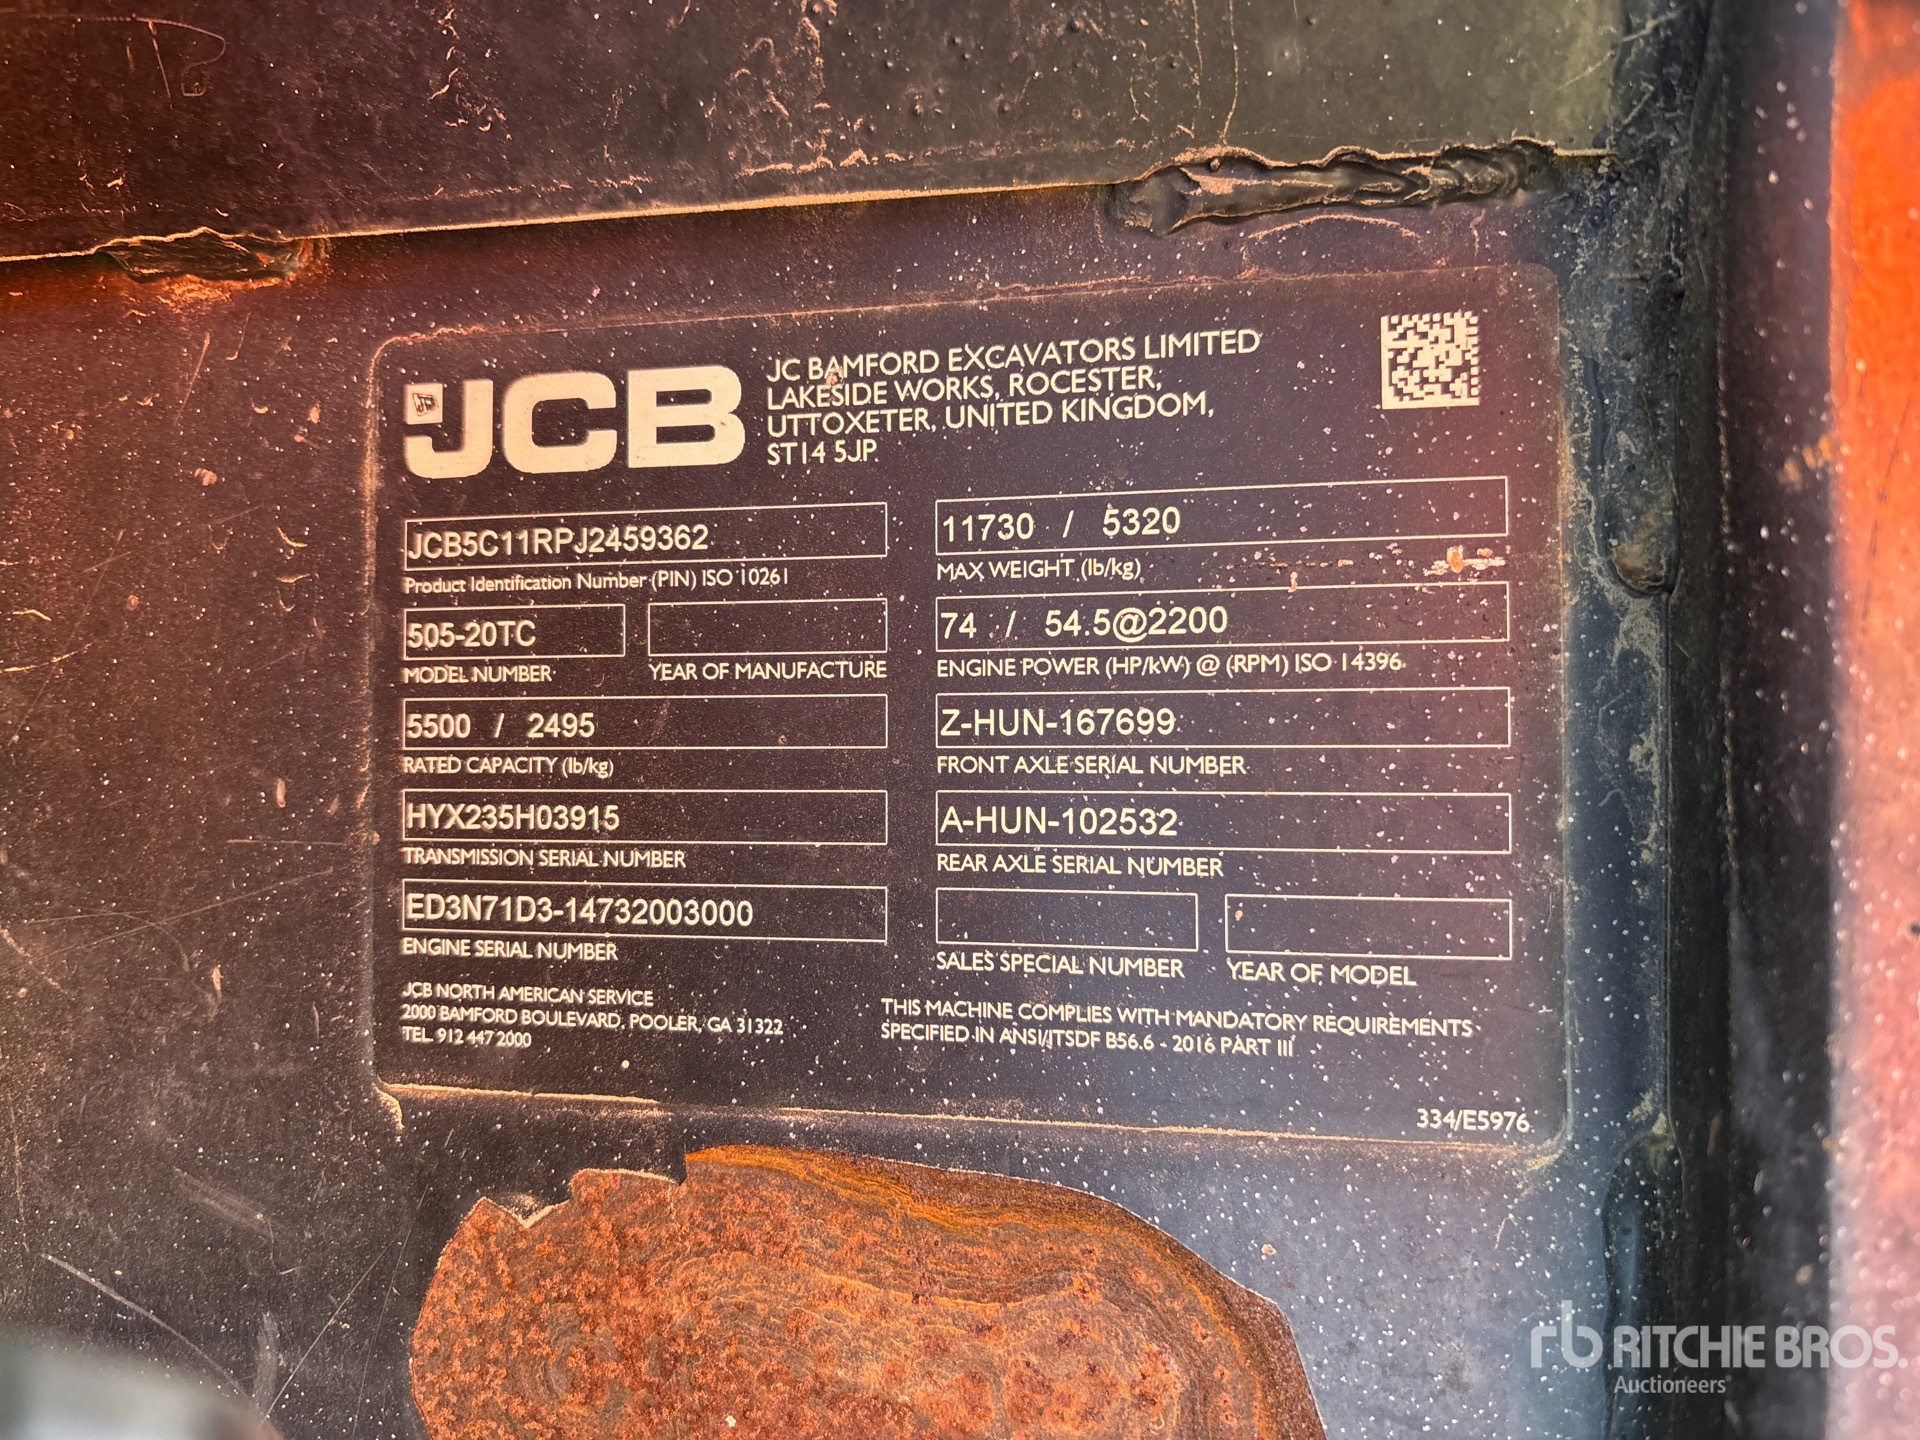 JCB
JC BAMFORD EXCAVATORS LIMITED
LAKESIDE WORKS, ROCESTER,
UTTOXETER, UNITED KINGDOM,
ST14 5JP
JCB5C11RPJ2459362
Product Identification Number (PIN) ISO 10261
505-20TC
MODEL NUMBER
YEAR OF MANUFACTURE
5500 / 2495
RATED CAPACITY (lb/kg)
HYX235H03915
TRANSMISSION SERIAL NUMBER
ED3N71D3-14732003000
ENGINE SERIAL NUMBER
11730 / 5320
MAX WEIGHT (lb/kg)
74 / 54.5@2200
ENGINE POWER (HP/kW) @ (RPM) ISO 14396
Z-HUN-167699
FRONT AXLE SERIAL NUMBER
A-HUN-102532
REAR AXLE SERIAL NUMBER
SALES SPECIAL NUMBER
YEAR OF MODEL
JCB NORTH AMERICAN SERVICE
2000 BAMFORD BOULEVARD, POOLER, GA 31322
TEL 912 447 2000
THIS MACHINE COMPLIES WITH MANDATORY REQUIREMENTS
SPECIFIED IN ANSI/ITSDF B56.6 - 2016 PART III
334/E5976
rb RITCHIE BROS.
Auctioneers